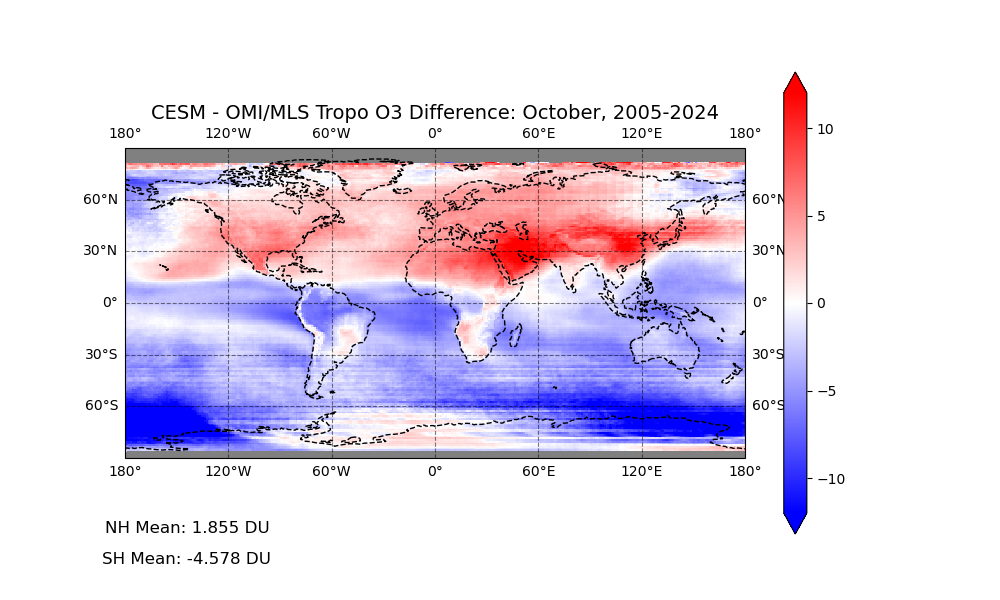 CESM - OMI/MLS Tropo O3 Difference: October, 2005-2024
180° 120°W 60°W 0° 60°E 120°E 180°
60°N 60°N
30°N 30°N
0° 0°
30°S 30°S
60°S 60°S
180° 120°W 60°W 0° 60°E 120°E 180°
10
5
0
−5
−10
NH Mean: 1.855 DU
SH Mean: -4.578 DU